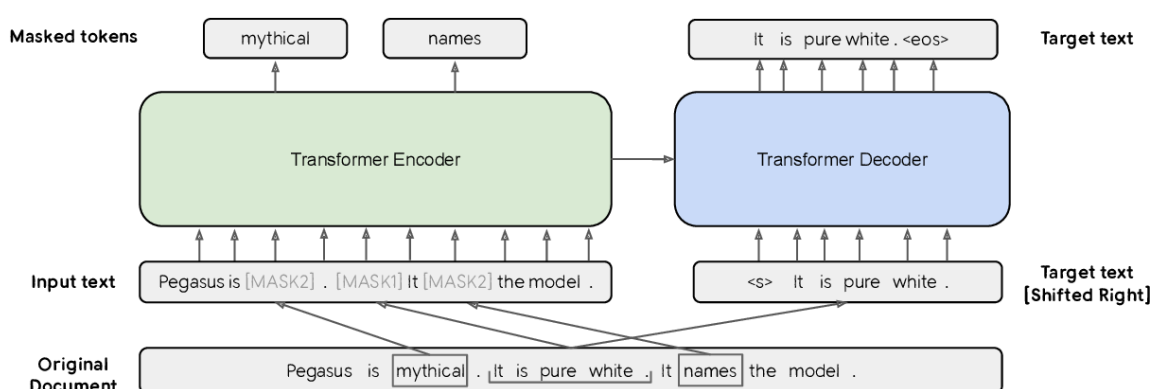 Masked tokens
mythical
names
It is pure white . <eos>
Target text
Transformer Encoder
Transformer Decoder
Input text
Pegasus is [MASK2] . [MASK1] It [MASK2] the model .
<s> It is pure white .
Target text
[Shifted Right]
Original
Document
Pegasus is mythical . It is pure white . It names the model .